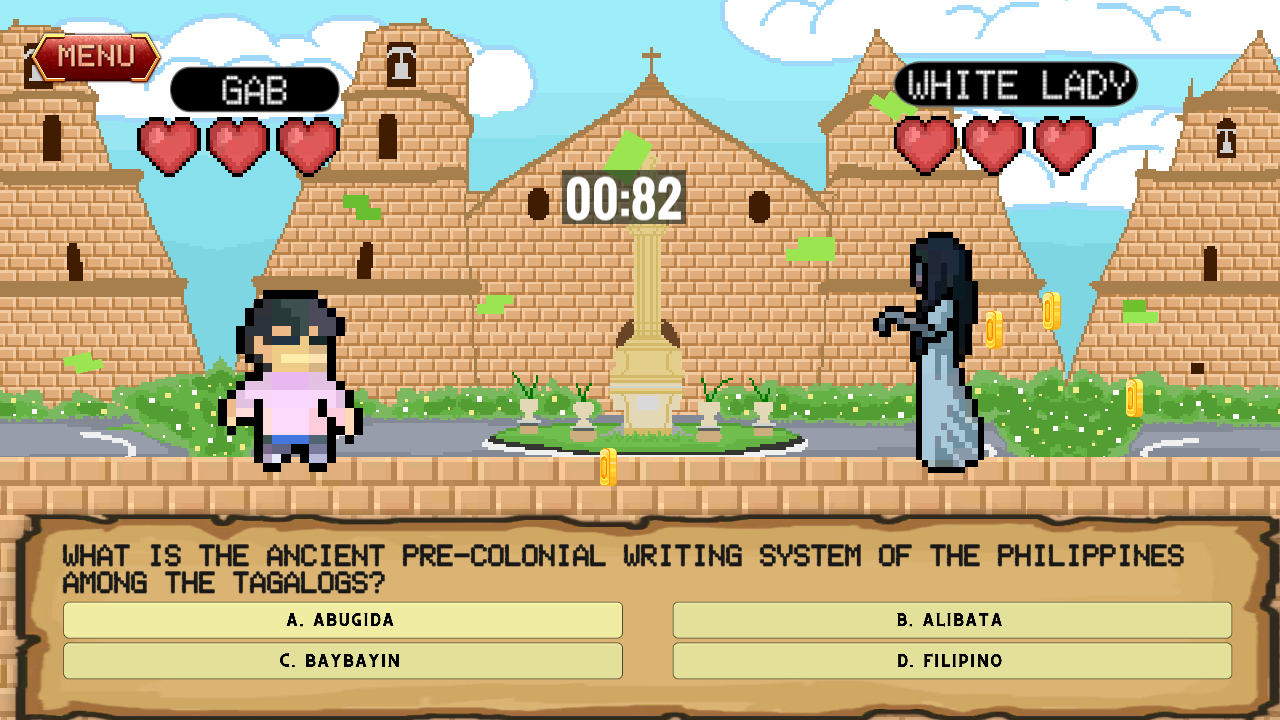 MENU
GAB
WHITE LADY
00:82
WHAT IS THE ANCIENT PRE-COLONIAL WRITING SYSTEM OF THE PHILIPPINES
AMONG THE TAGALOGS?
A. ABUGIDA
B. ALIBATA
C. BAYBAYIN
D. FILIPINO